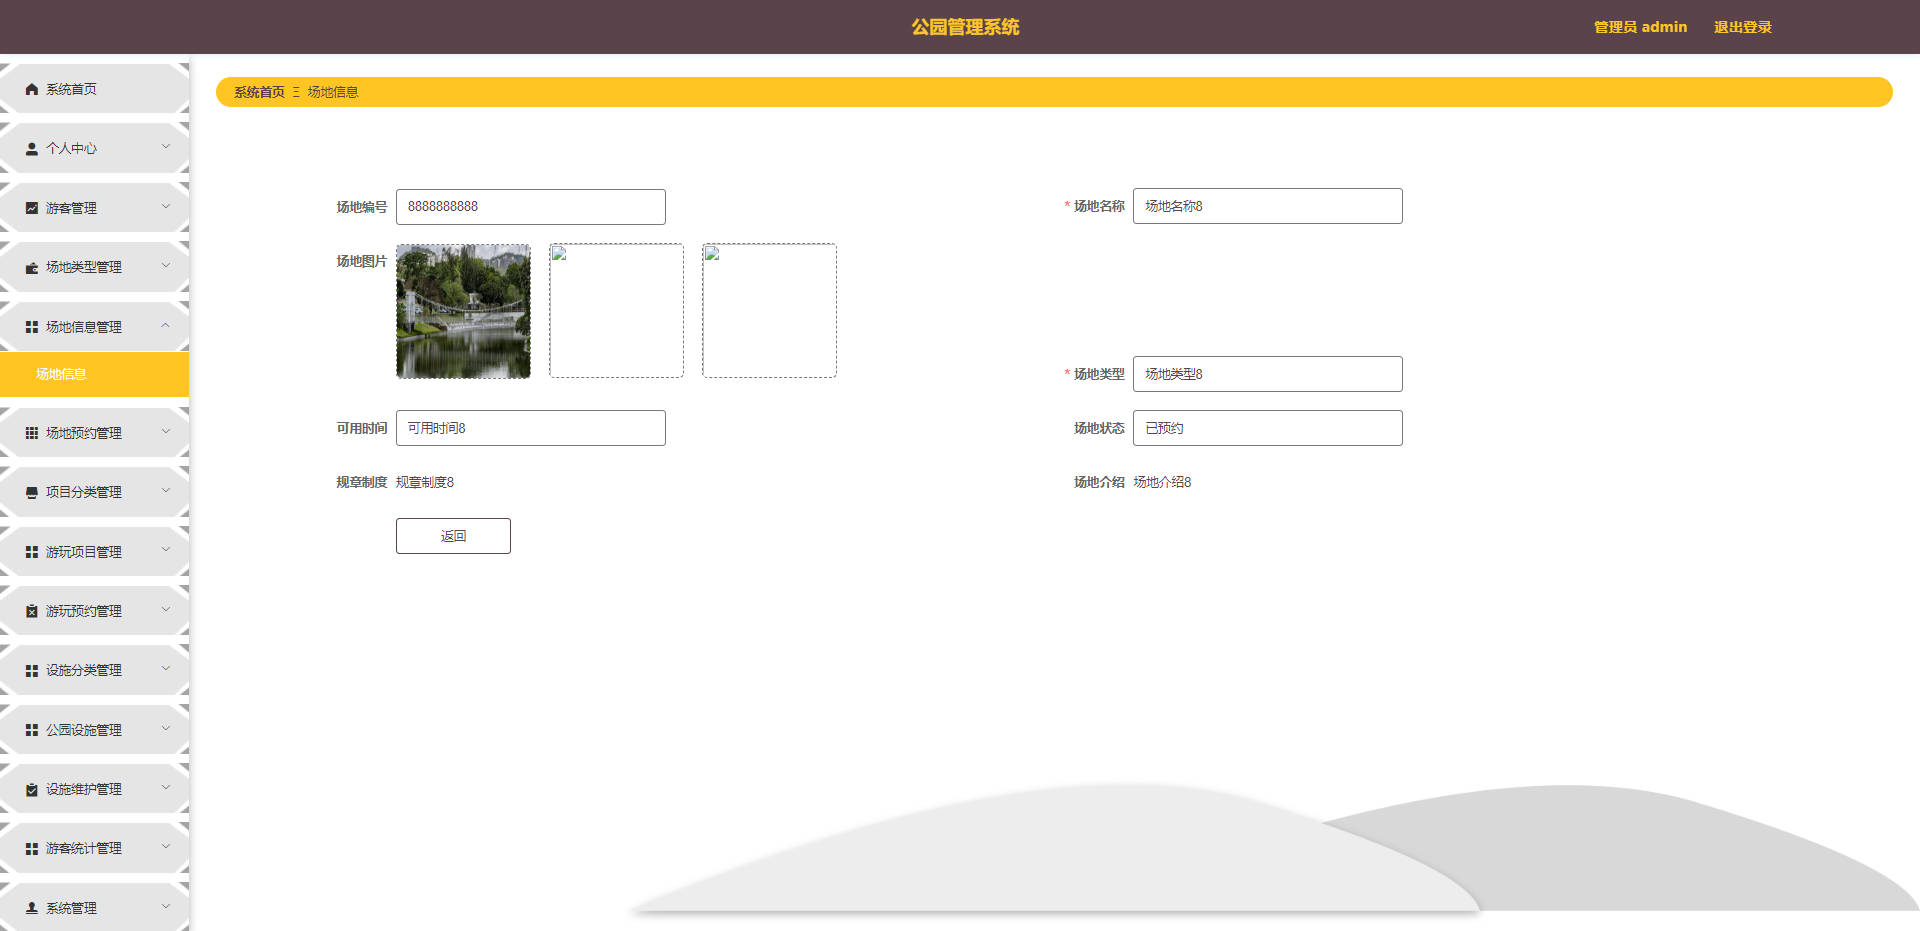 公园管理系统
管理员 admin
退出登录
系统首页
个人中心
游客管理
场地类型管理
场地信息管理
场地信息
场地预约管理
项目分类管理
游玩项目管理
游玩预约管理
设施分类管理
公园设施管理
设施维护管理
游客统计管理
系统管理
系统首页 Ξ 场地信息
场地编号 8888888888
* 场地名称 场地名称8
场地图片
* 场地类型 场地类型8
可用时间 可用时间8
场地状态 已预约
规章制度 规章制度8
场地介绍 场地介绍8
返回